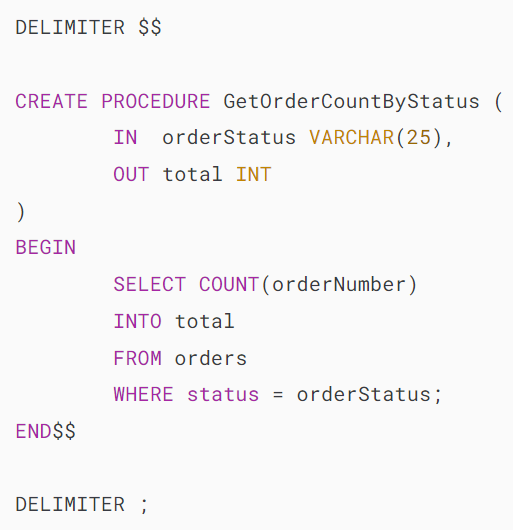 DELIMITER $$
CREATE PROCEDURE GetOrderCountByStatus (
IN  orderStatus VARCHAR(25),
OUT total INT
)
BEGIN
SELECT COUNT(orderNumber)
INTO total
FROM orders
WHERE status = orderStatus;
END$$
DELIMITER ;